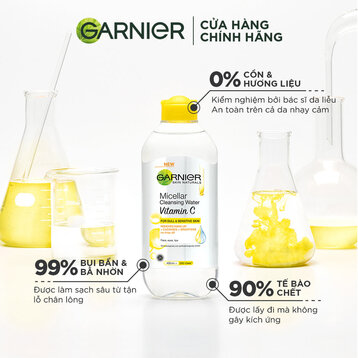 GARNIER
CỬA HÀNG
CHÍNH HÃNG
0% CỒN &
HƯƠNG LIỆU
Kiểm nghiệm bởi bác sĩ da liễu
An toàn trên cả da nhạy cảm
NEW
GARNIER
SKIN NATURALS
Micellar
Cleansing Water
Vitamin C
FOR DULL & SENSITIVE SKIN
99% BỤI BẨN &
BÃ NHỜN
Được làm sạch sâu từ tận
lỗ chân lông
90% TẾ BÀO
CHẾT
Được lấy đi mà không
gây kích ứng